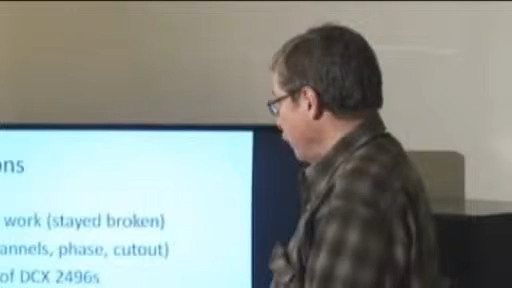 ons
work (stayed broken)
annels, phase, cutout)
of DCX 2496s